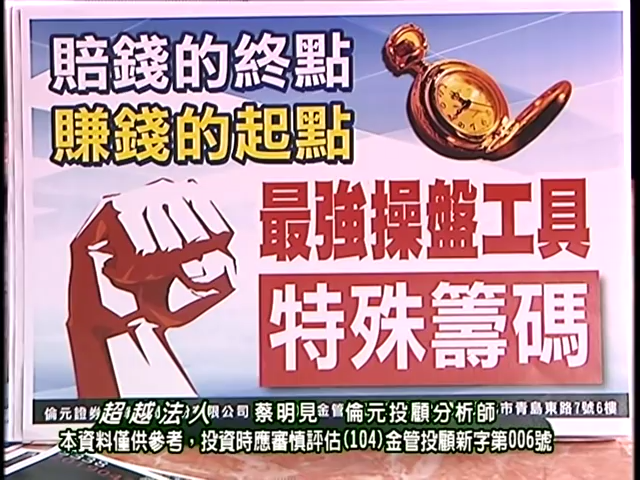 賠錢的終點
賺錢的起點
最強操盤工具
特殊籌碼
倫元證券 限公司 金管 市青島東路7號6樓
超越法人 蔡明見 倫元投顧分析師
本資料僅供參考，投資時應審慎評估(104)金管投顧新字第006號